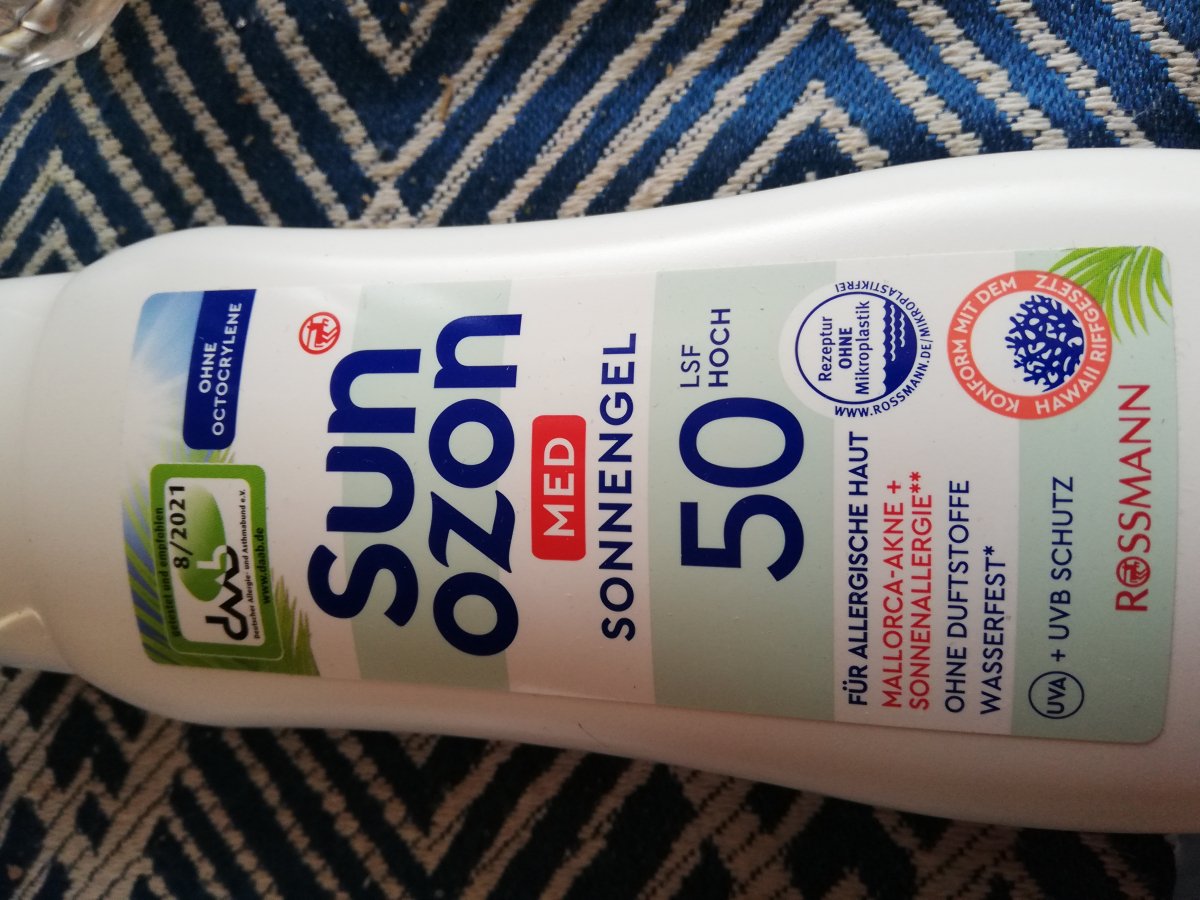 OHNE
OCTOCRYLENE
getestet und empfohlen
8/2021
daab
Deutscher Allergie- und Asthmabund e.V.
www.daab.de
Sun
ozon
MED
SONNENGEL
50 LSF
HOCH
FÜR ALLERGISCHE HAUT
MALLORCA-AKNE +
SONNENALLERGIE**
OHNE DUFTSTOFFE
WASSERFEST*
UVA + UVB SCHUTZ
Rezeptur
OHNE
Mikroplastik
WWW.ROSSMANN.DE/MIKROPLASTIKFREI
KONFORM MIT DEM HAWAII RIFFGESETZ
ROSSMANN